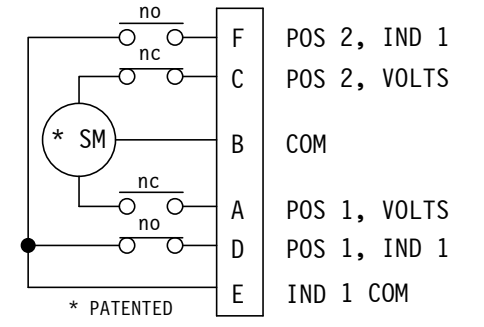 no
F POS 2, IND 1
nc
C POS 2, VOLTS
* SM
B COM
nc
A POS 1, VOLTS
no
D POS 1, IND 1
E IND 1 COM
* PATENTED